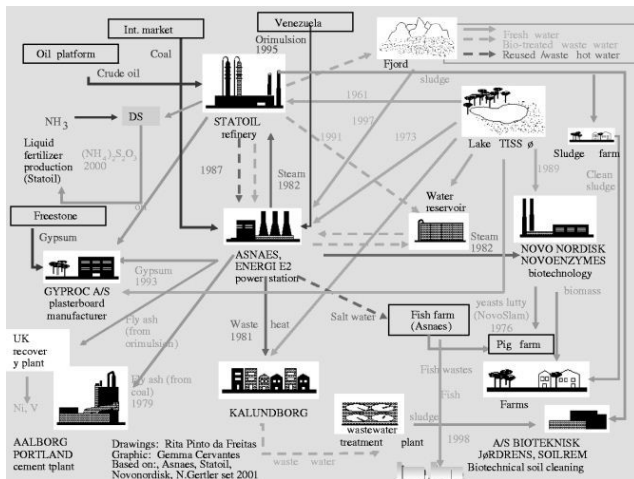 Int. market
Venezuela
Orimulsion
1995
Coal
Oil platform
Crude oil
Fjord
Fresh water
Bio-treated waste water
Reused /waste hot water
sludge
NH3
DS
STATOIL
refinery
1961
1997
1973
1991
Lake TISS ø
Sludge farm
Clean
sludge
Liquid
fertilizer
production
(Statoil)
(NH4)2S2O3
2000
1987
Steam
1982
1989
Water
reservoir
Freestone
Gypsum
ASNAES,
ENERGI E2
power station
Steam
1982
NOVO NORDISK
NOVOENZYMES
biotechnology
Gypsum
1993
GYPROC A/S
plasterboard
manufacturer
Fly ash
(from
orimulsion)
Waste heat
1981
Salt water
Fish farm
(Asnaes)
yeasts lutty
(NovoSlam)
1976
biomass
Pig farm
UK
recover
y plant
Ni, V
Fly ash (from
coal)
1979
KALUNDBORG
Fish wastes
Fish
Farms
wastewater
treatment plant
sludge
1998
AALBORG
PORTLAND
cement tplant
Drawings: Rita Pinto da Freitas
Graphic: Gemma Cervantes
Based on:, Asnaes, Statoil,
Novonordisk, N.Gertler set 2001
waste water
A/S BIOTEKNISK
JøRDRENS, SOILREM
Biotechnical soil cleaning